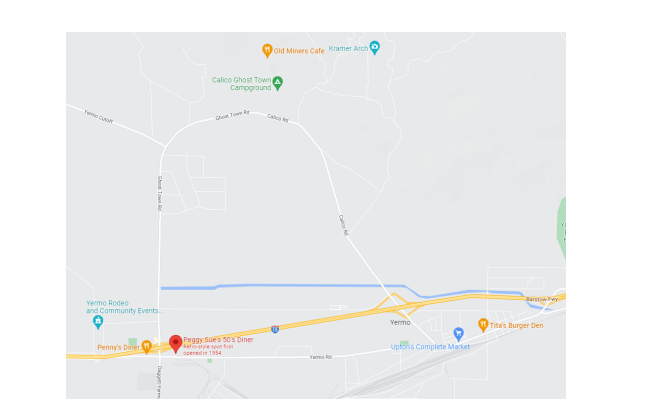 Old Miners Cafe
Kramer Arch
Calico Ghost Town
Campground
Yermo Cutoff
Ghost Town Rd
Calico Rd
Ghost Town Rd
Calico Rd
Yermo Rodeo
and Community Events...
Barstow Fwy
Yermo
15
Tita's Burger Den
Penny's Diner
Peggy Sue's 50's Diner
Retro-style spot first
opened in 1954
Upton's Complete Market
Yermo Rd
Daggett-Yermo